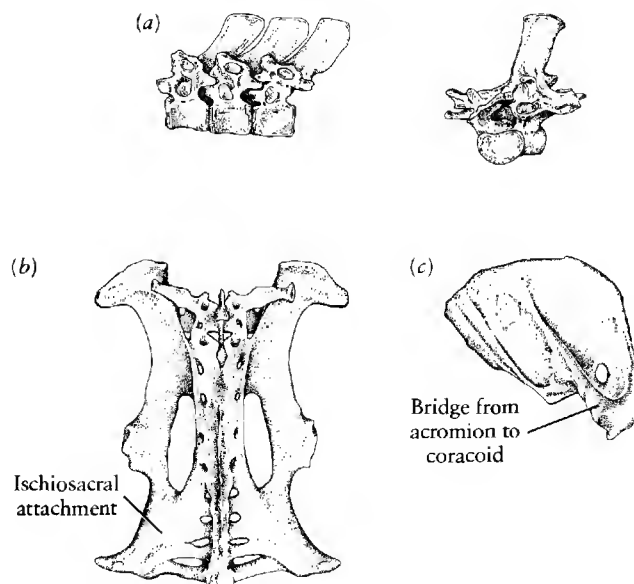 (a)
(b)
(c)
Bridge from
acromion to
coracoid
Ischiosacral
attachment